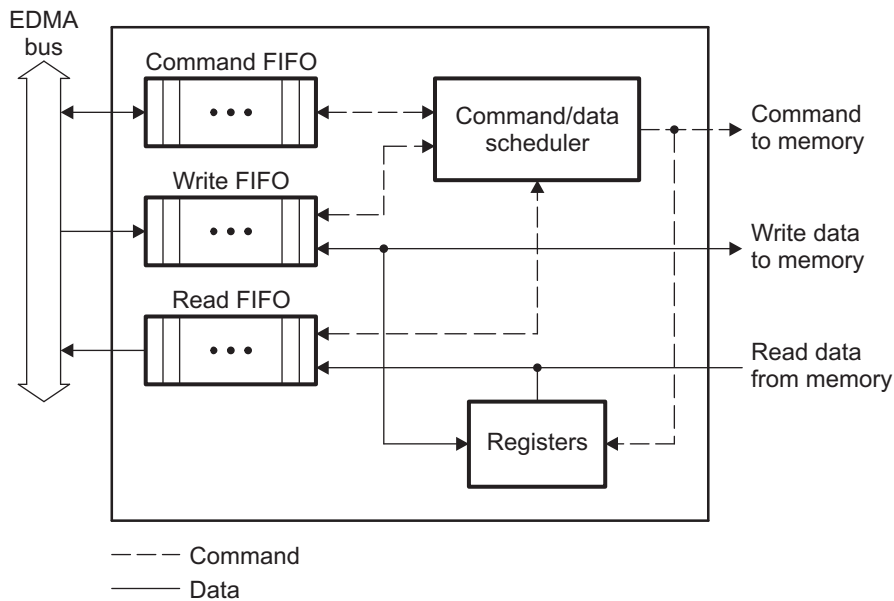 EDMA
bus
Command FIFO
Command/data
scheduler
Command
to memory
Write FIFO
Write data
to memory
Read FIFO
Read data
from memory
Registers
Command
Data